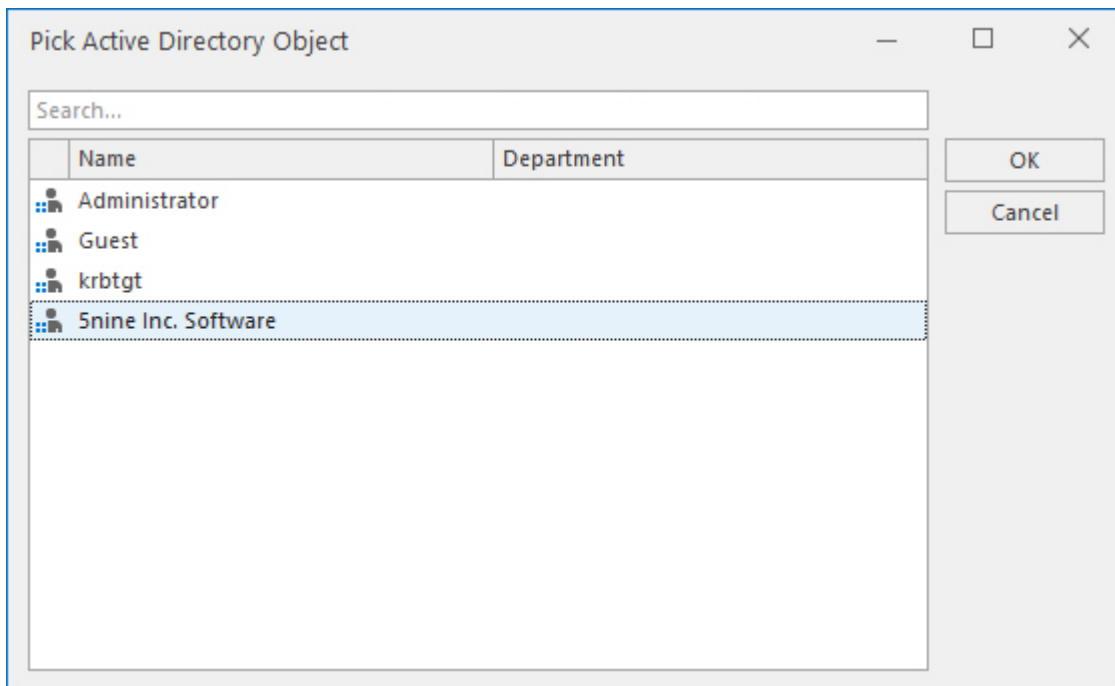 Pick Active Directory Object
Search...
Name Department
OK
Administrator
Cancel
Guest
krbtgt
5nine Inc. Software